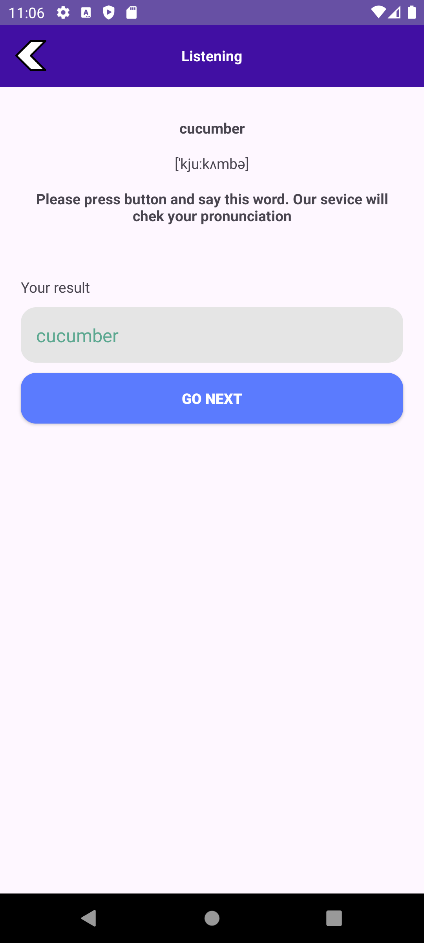 11:06
Listening
cucumber
['kju:kʌmbə]
Please press button and say this word. Our sevice will
chek your pronunciation
Your result
cucumber
GO NEXT